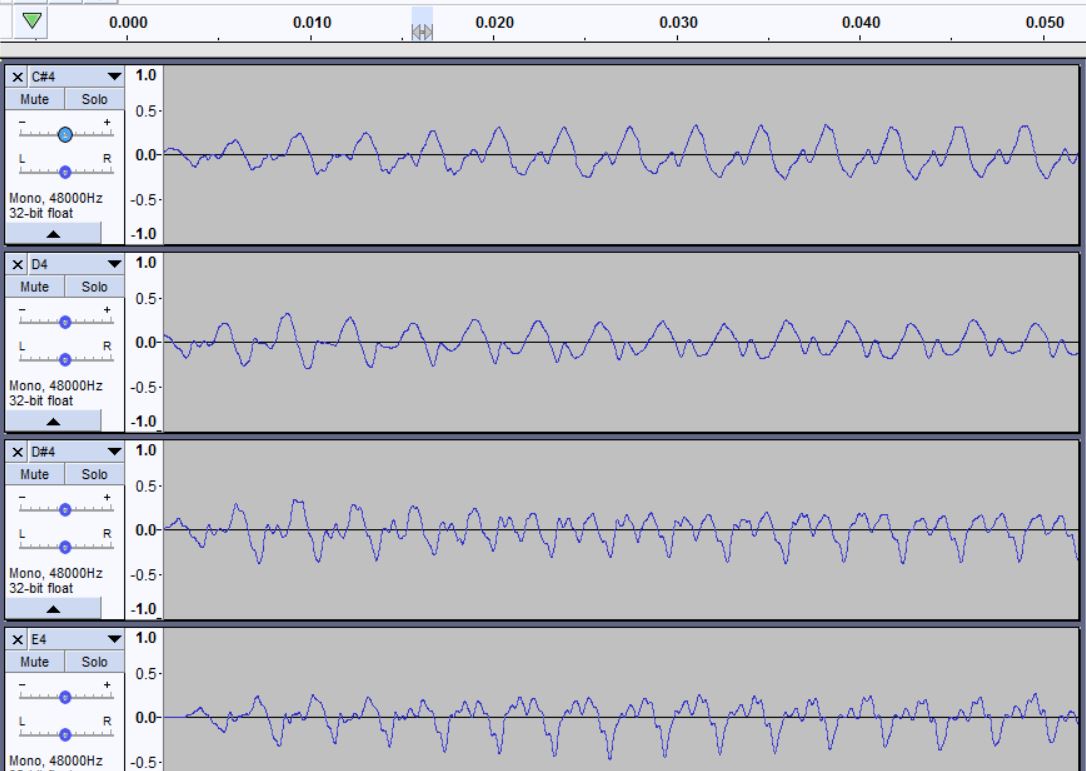 0.000 0.010 0.020 0.030 0.040 0.050
× C#4
Mute Solo
- +
L R
Mono, 48000Hz
32-bit float
1.0
0.5-
0.0-
-0.5-
-1.0
× D4
Mute Solo
- +
L R
Mono, 48000Hz
32-bit float
1.0
0.5-
0.0-
-0.5-
-1.0
× D#4
Mute Solo
- +
L R
Mono, 48000Hz
32-bit float
1.0
0.5-
0.0-
-0.5-
-1.0
× E4
Mute Solo
- +
L R
Mono, 48000Hz
1.0
0.5-
0.0-
-0.5-